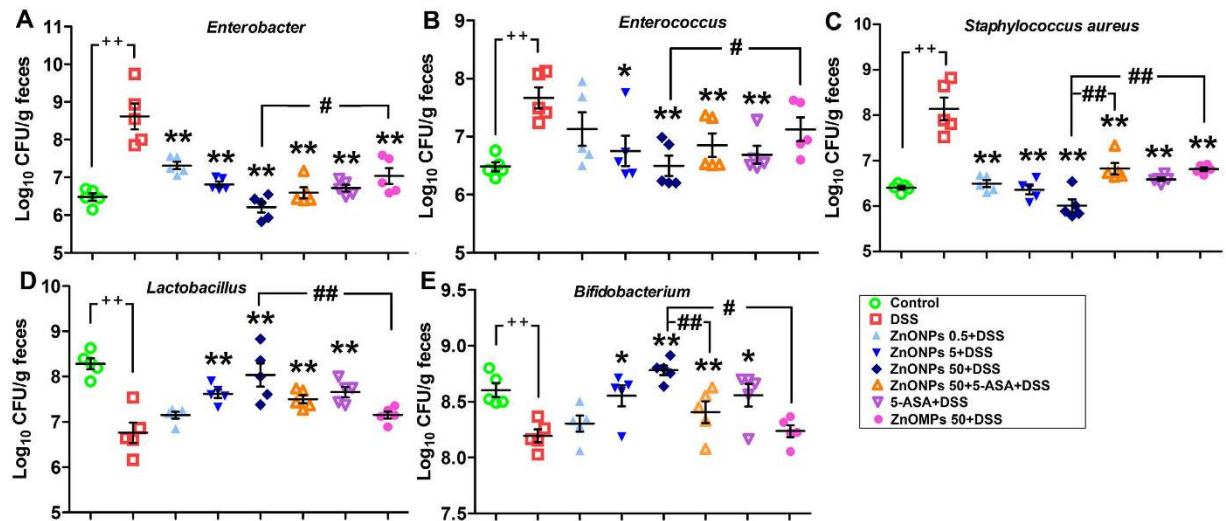 A
Enterobacter
Log10 CFU/g feces
11
10
9
8
7
6
5
++
**
**
**
**
**
**
#
B
Enterococcus
Log10 CFU/g feces
9
8
7
6
5
++
*
**
**
**
#
C
Staphylococcus aureus
Log10 CFU/g feces
10
9
8
7
6
5
++
**
**
**
**
**
**
##
##
D
Lactobacillus
Log10 CFU/g feces
10
9
8
7
6
5
++
**
**
**
**
##
E
Bifidobacterium
Log10 CFU/g feces
9.5
9.0
8.5
8.0
7.5
++
*
**
**
*
##
#
Control
DSS
ZnONPs 0.5+DSS
ZnONPs 5+DSS
ZnONPs 50+DSS
ZnONPs 50+5-ASA+DSS
5-ASA+DSS
ZnOMPs 50+DSS